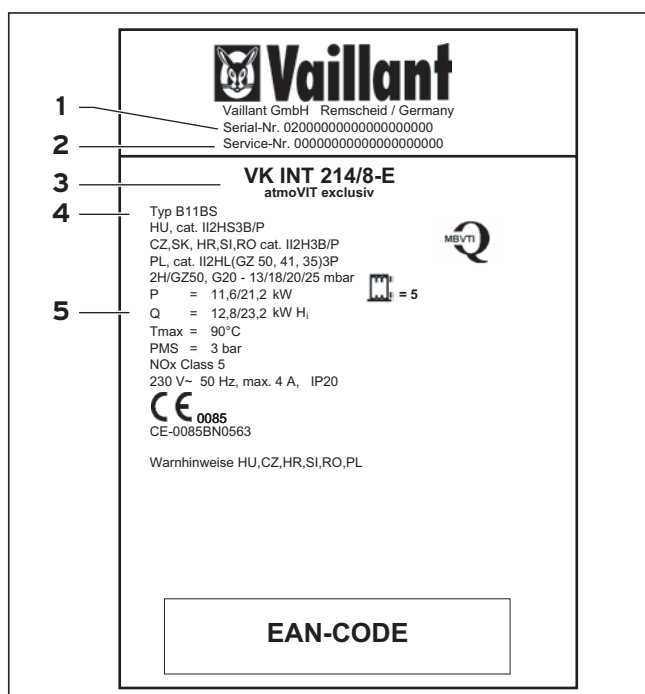 Vaillant
Vaillant GmbH Remscheid / Germany
1 Serial-Nr. 02000000000000000000
2 Service-Nr. 00000000000000000000
3 VK INT 214/8-E
atmoVIT exclusiv
4 Typ B11BS
HU, cat. II2HS3B/P
CZ,SK, HR,SI,RO cat. II2H3B/P
PL, cat. II2HL(GZ 50, 41, 35)3P
2H/GZ50, G20 - 13/18/20/25 mbar
P = 11,6/21,2 kW
5 Q = 12,8/23,2 kW Hi
Tmax = 90°C
PMS = 3 bar
NOx Class 5
230 V~ 50 Hz, max. 4 A, IP20
MBVTI Q
= 5
CE 0085
CE-0085BN0563
Warnhinweise HU,CZ,HR,SI,RO,PL
EAN-CODE